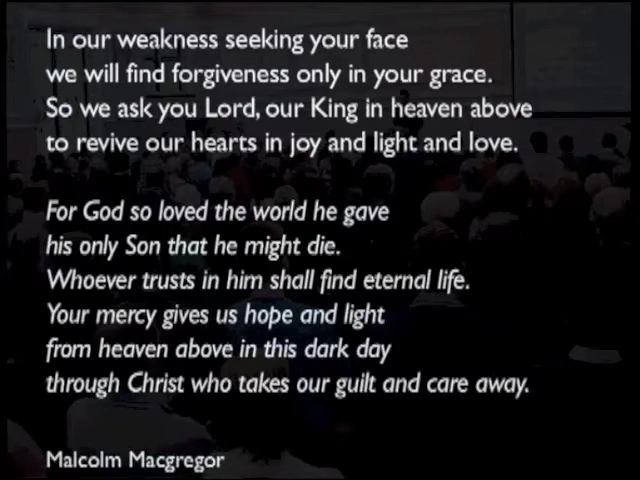 In our weakness seeking your face
we will find forgiveness only in your grace.
So we ask you Lord, our King in heaven above
to revive our hearts in joy and light and love.
For God so loved the world he gave
his only Son that he might die.
Whoever trusts in him shall find eternal life.
Your mercy gives us hope and light
from heaven above in this dark day
through Christ who takes our guilt and care away.
Malcolm Macgregor